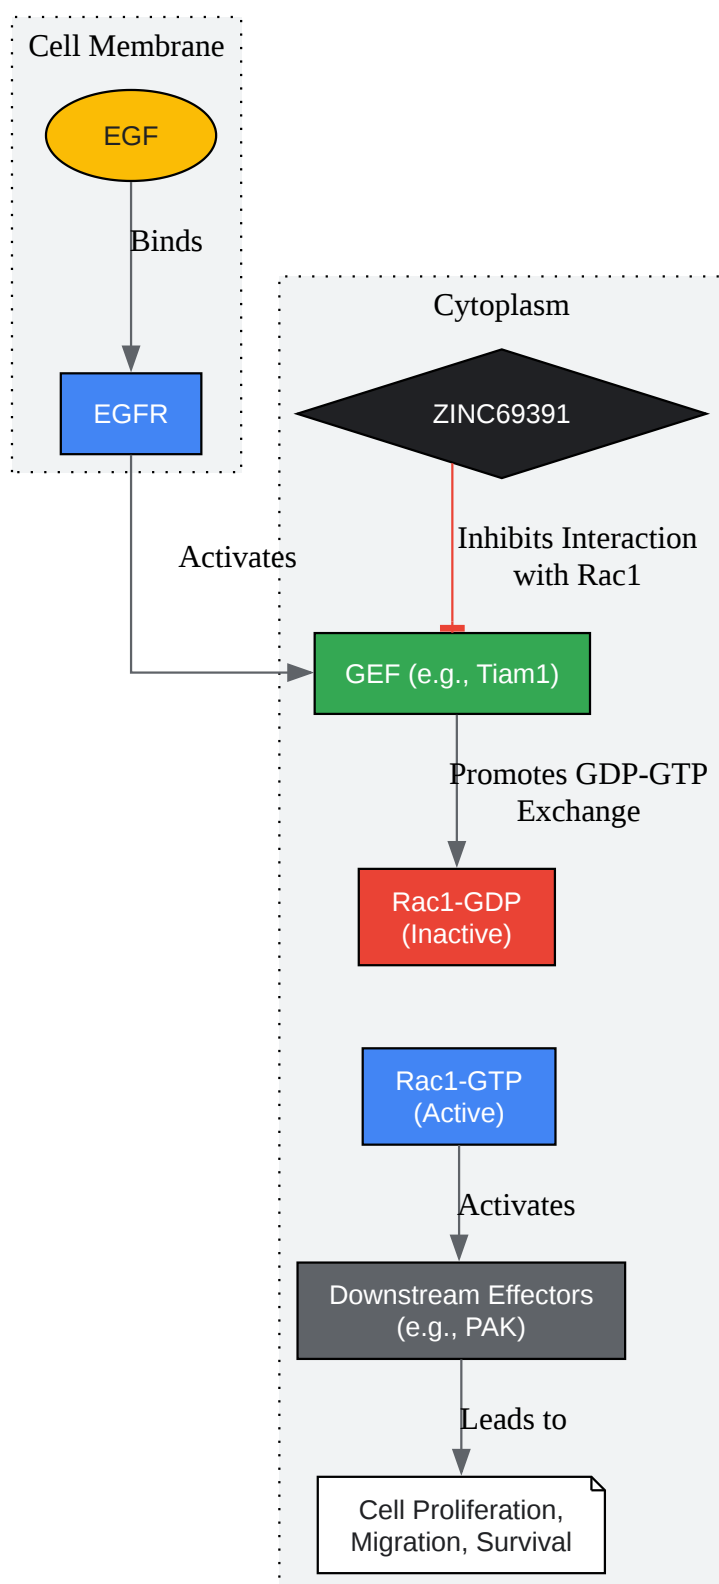 Cell Membrane
EGF
Binds
EGFR
Activates
Cytoplasm
ZINC69391
Inhibits Interaction
with Rac1
GEF (e.g., Tiam1)
Promotes GDP-GTP
Exchange
Rac1-GDP
(Inactive)
Rac1-GTP
(Active)
Activates
Downstream Effectors
(e.g., PAK)
Leads to
Cell Proliferation,
Migration, Survival